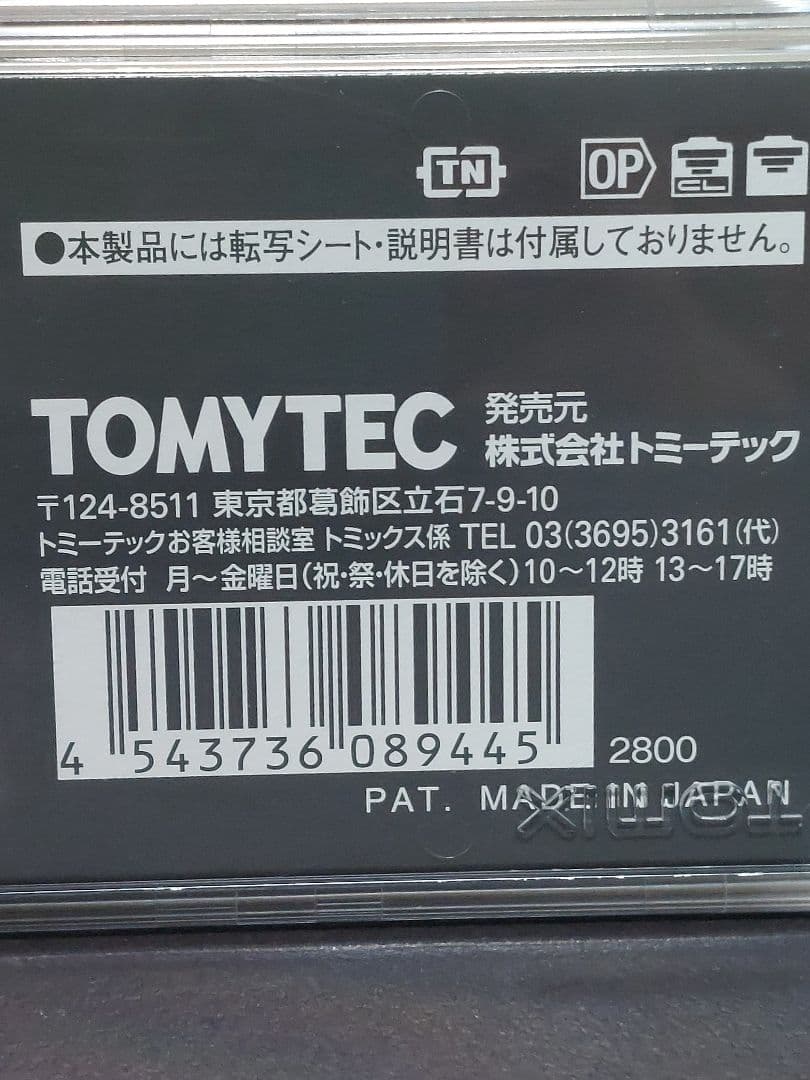 TN OP CL
●本製品には転写シート・説明書は付属しておりません。
TOMYTEC 発売元
株式会社トミーテック
〒124-8511 東京都葛飾区立石7-9-10
トミーテックお客様相談室 トミックス係 TEL 03(3695)3161(代)
電話受付 月～金曜日(祝・祭・休日を除く)10～12時 13～17時
4 543736 089445 2800
PAT. MADE IN JAPAN
TOMIX